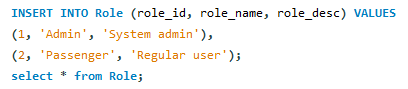 INSERT INTO Role (role_id, role_name, role_desc) VALUES
(1, 'Admin', 'System admin'),
(2, 'Passenger', 'Regular user');
select * from Role;